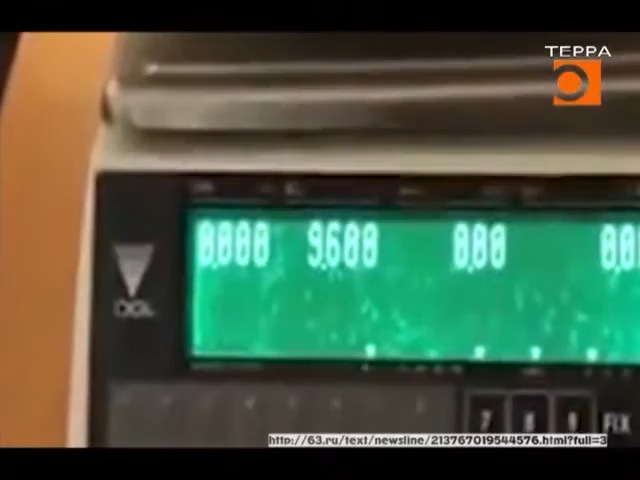 ТЕРРА
0.000 9.600 0.00 0.0
7 8 9 FIX
http://63.ru/text/newsline/213767019544576.html?full=3